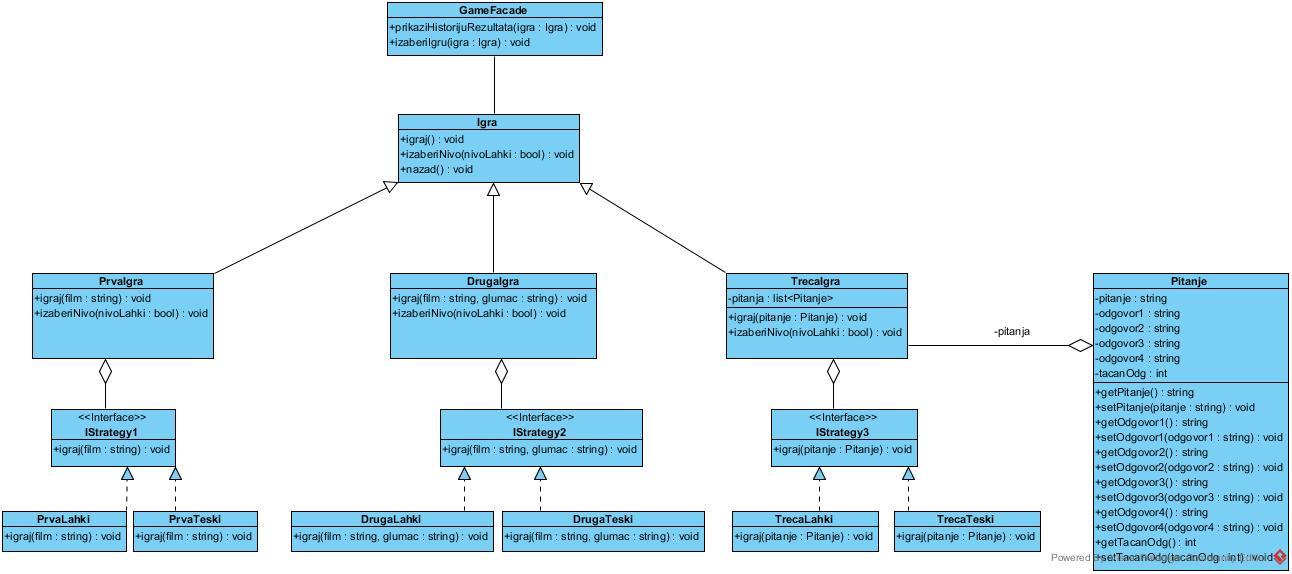 GameFacade
+prikaziHistorijuRezultata(igra : Igra) : void
+izaberiIgru(igra : Igra) : void
Igra
+igraj() : void
+izaberiNivo(nivoLahki : bool) : void
+nazad() : void
PrvaIgra
+igraj(film : string) : void
+izaberiNivo(nivoLahki : bool) : void
DrugaIgra
+igraj(film : string, glumac : string) : void
+izaberiNivo(nivoLahki : bool) : void
TrecaIgra
-pitanja : list<Pitanje>
+igraj(pitanje : Pitanje) : void
+izaberiNivo(nivoLahki : bool) : void
-pitanja
Pitanje
-pitanje : string
-odgovor1 : string
-odgovor2 : string
-odgovor3 : string
-odgovor4 : string
-tacanOdg : int
+getPitanje() : string
+setPitanje(pitanje : string) : void
+getOdgovor1() : string
+setOdgovor1(odgovor1 : string) : void
+getOdgovor2() : string
+setOdgovor2(odgovor2 : string) : void
+getOdgovor3() : string
+setOdgovor3(odgovor3 : string) : void
+getOdgovor4() : string
+setOdgovor4(odgovor4 : string) : void
+getTacanOdg() : int
+setTacanOdg(tacanOdg : int) : void
<<Interface>>
IStrategy1
+igraj(film : string) : void
<<Interface>>
IStrategy2
+igraj(film : string, glumac : string) : void
<<Interface>>
IStrategy3
+igraj(pitanje : Pitanje) : void
PrvaLahki
+igraj(film : string) : void
PrvaTeski
+igraj(film : string) : void
DrugaLahki
+igraj(film : string, glumac : string) : void
DrugaTeski
+igraj(film : string, glumac : string) : void
TrecaLahki
+igraj(pitanje : Pitanje) : void
TrecaTeski
+igraj(pitanje : Pitanje) : void
Powered